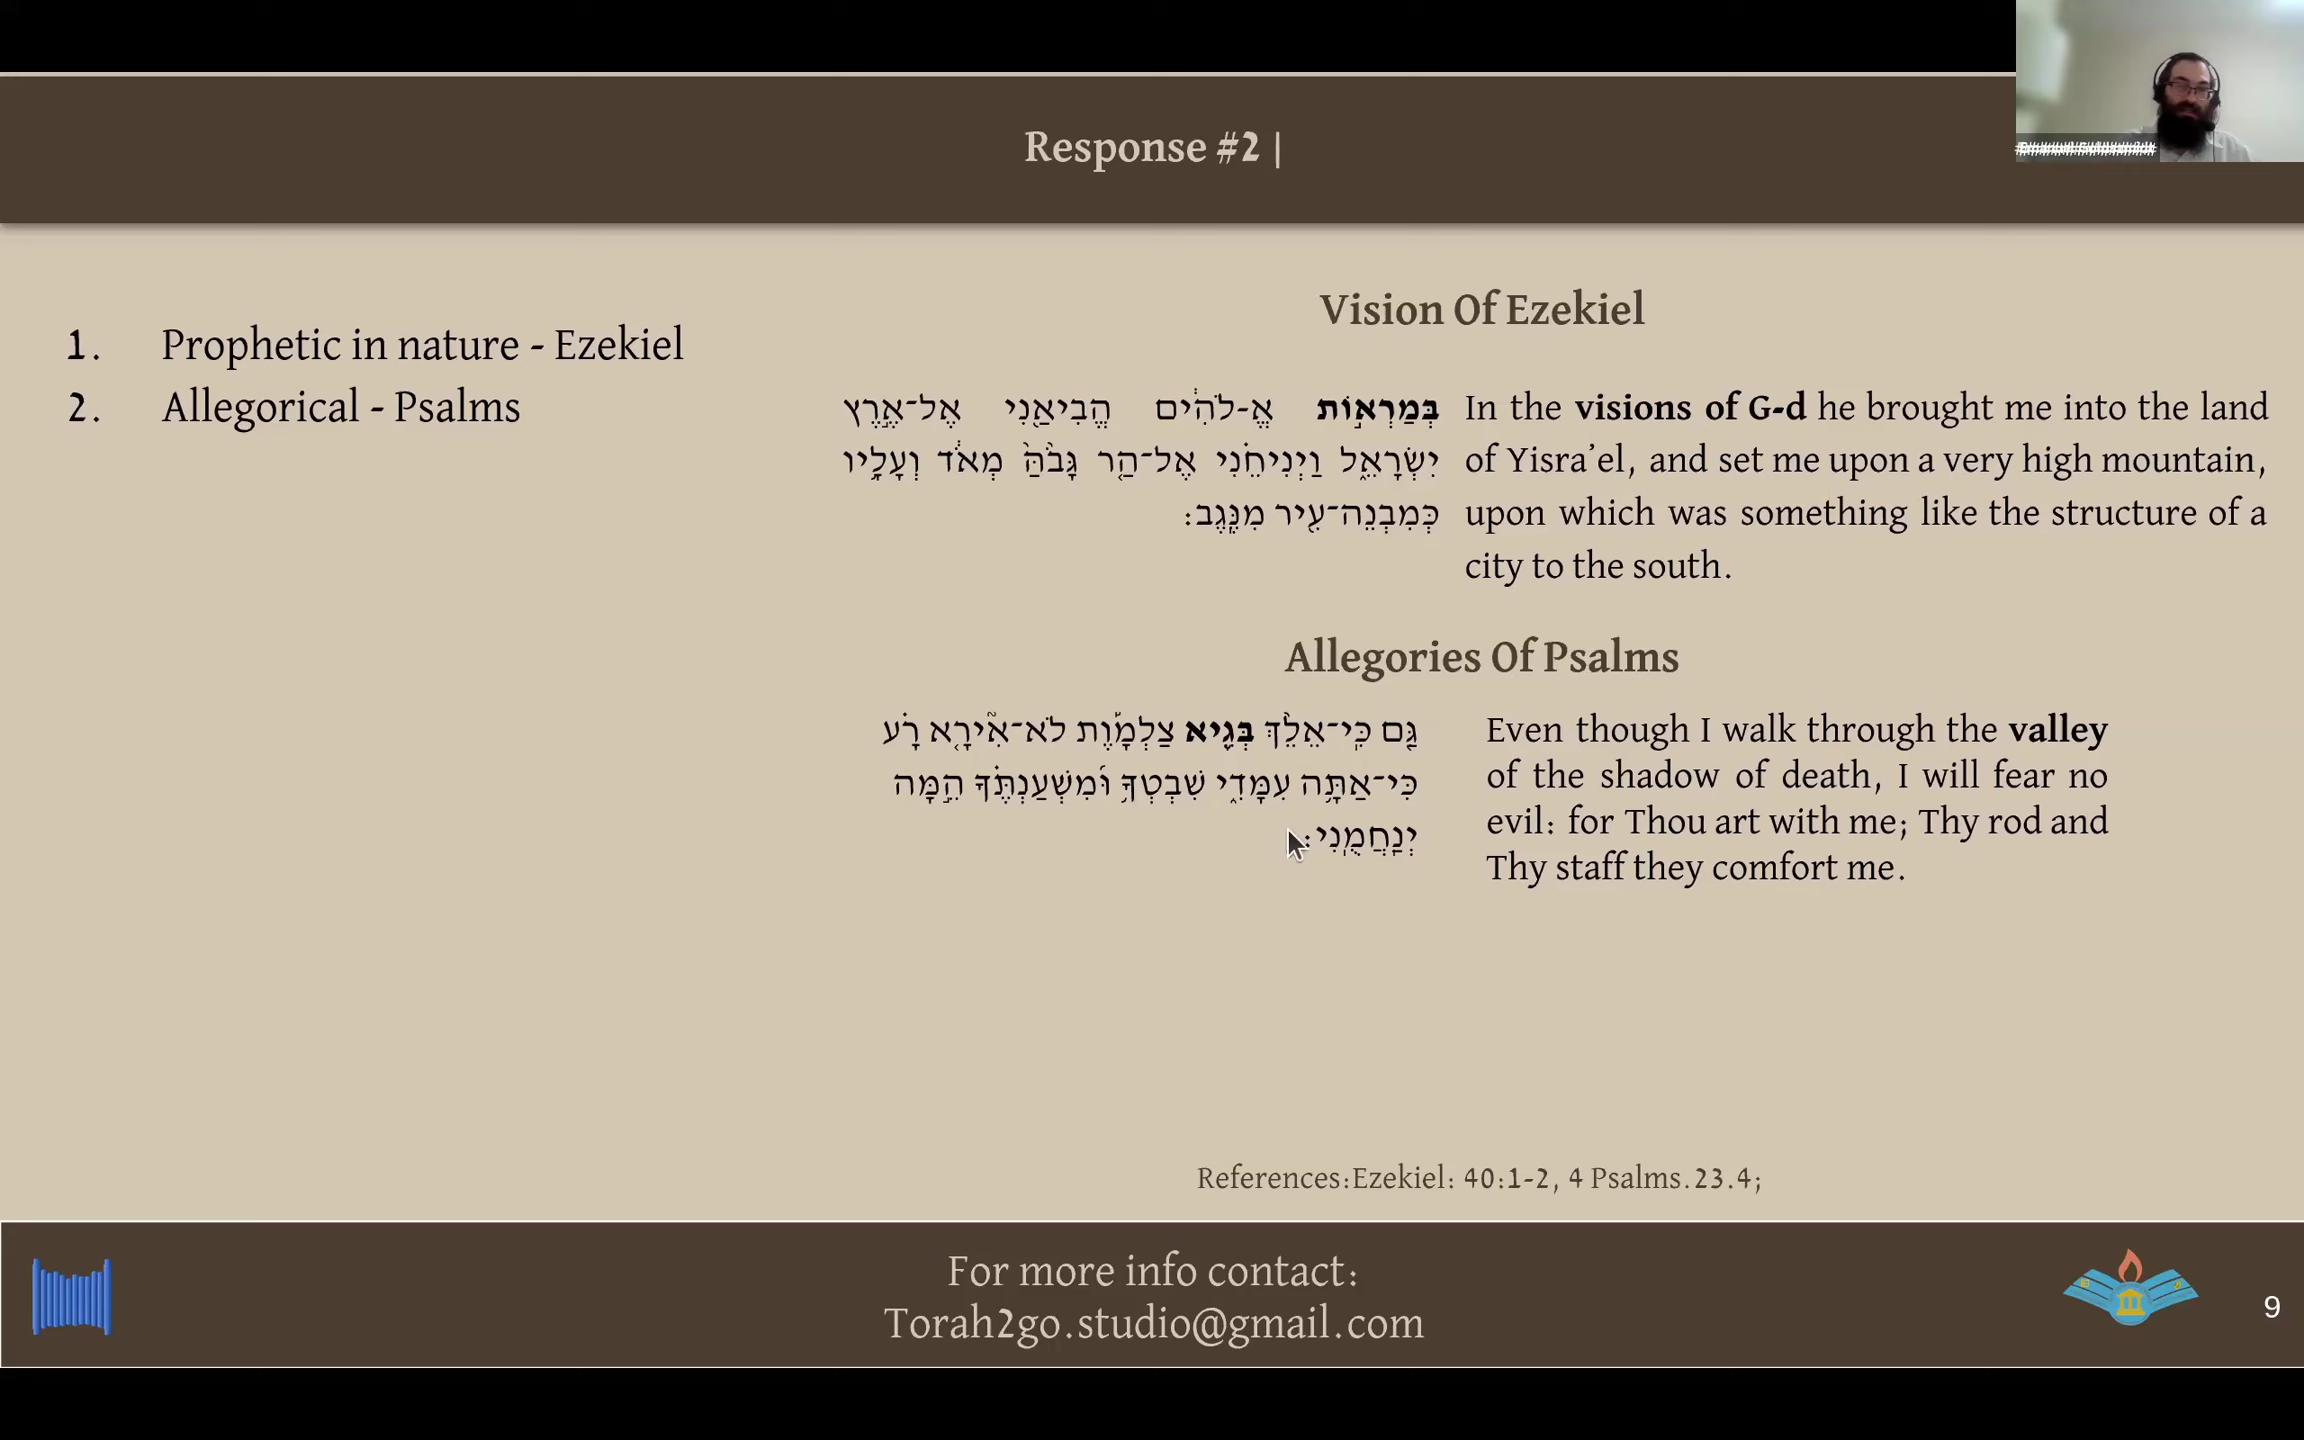 Response #2 |
1. Prophetic in nature - Ezekiel
2. Allegorical - Psalms
Vision Of Ezekiel
בְּמַרְא֣וֹת אֱ-לֹהִ֔ים הֱבִיאַ֖נִי אֶל־אֶ֣רֶץ
יִשְׂרָאֵ֑ל וַיְנִיחֵ֗נִי אֶל־הַ֤ר גָּבֹ֙הַּ֙ מְאֹ֔ד וְעָלָ֥יו
כְּמִבְנֵה־עִ֖יר מִנֶּֽגֶב׃
In the visions of G-d he brought me into the land
of Yisra’el, and set me upon a very high mountain,
upon which was something like the structure of a
city to the south.
Allegories Of Psalms
גַּ֤ם כִּֽי־אֵלֵ֨ךְ בְּגֵ֪יא צַלְמָ֡וֶת לֹא־אִ֘ירָ֤א רָ֗ע
כִּי־אַתָּ֥ה עִמָּדִ֑י שִׁבְטְךָ֥ וּ֝מִשְׁעַנְתֶּ֗ךָ הֵ֣מָּה
יְנַֽחֲמֻֽנִי׃
Even though I walk through the valley
of the shadow of death, I will fear no
evil: for Thou art with me; Thy rod and
Thy staff they comfort me.
References:Ezekiel: 40:1-2, 4 Psalms.23.4;
For more info contact:
Torah2go.studio@gmail.com
9